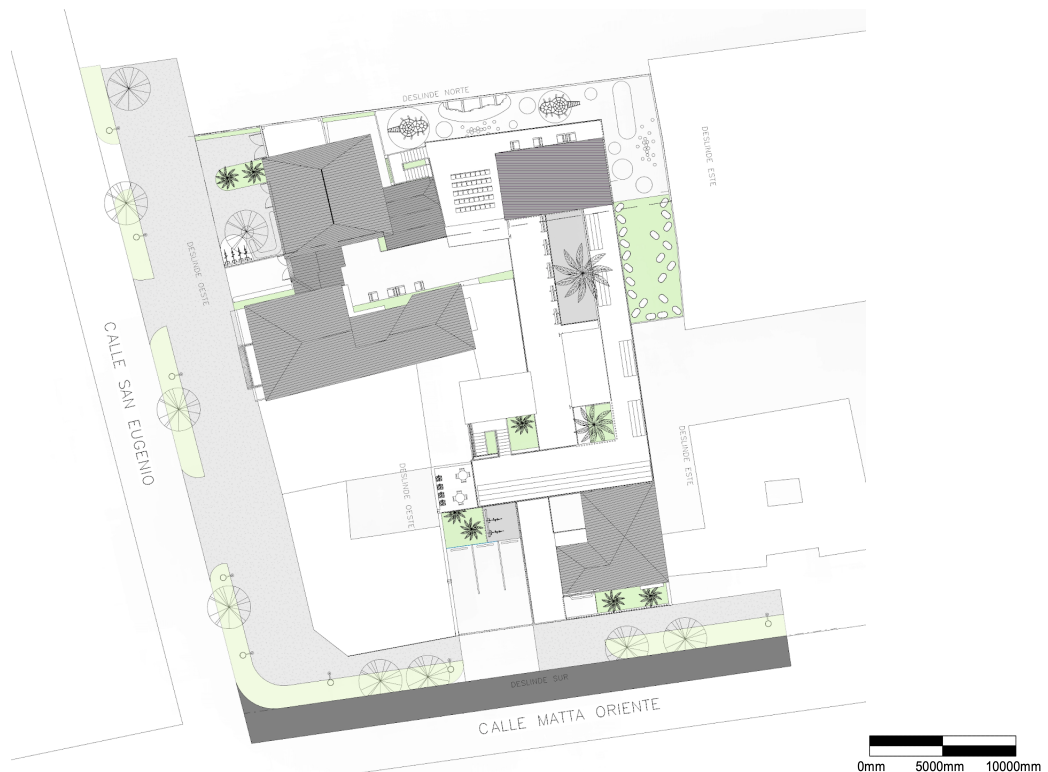 DESLINDE NORTE
DESLINDE ESTE
DESLINDE OESTE
CALLE SAN EUGENIO
DESLINDE OESTE
DESLINDE ESTE
DESLINDE SUR
CALLE MATTA ORIENTE
0mm 5000mm 10000mm